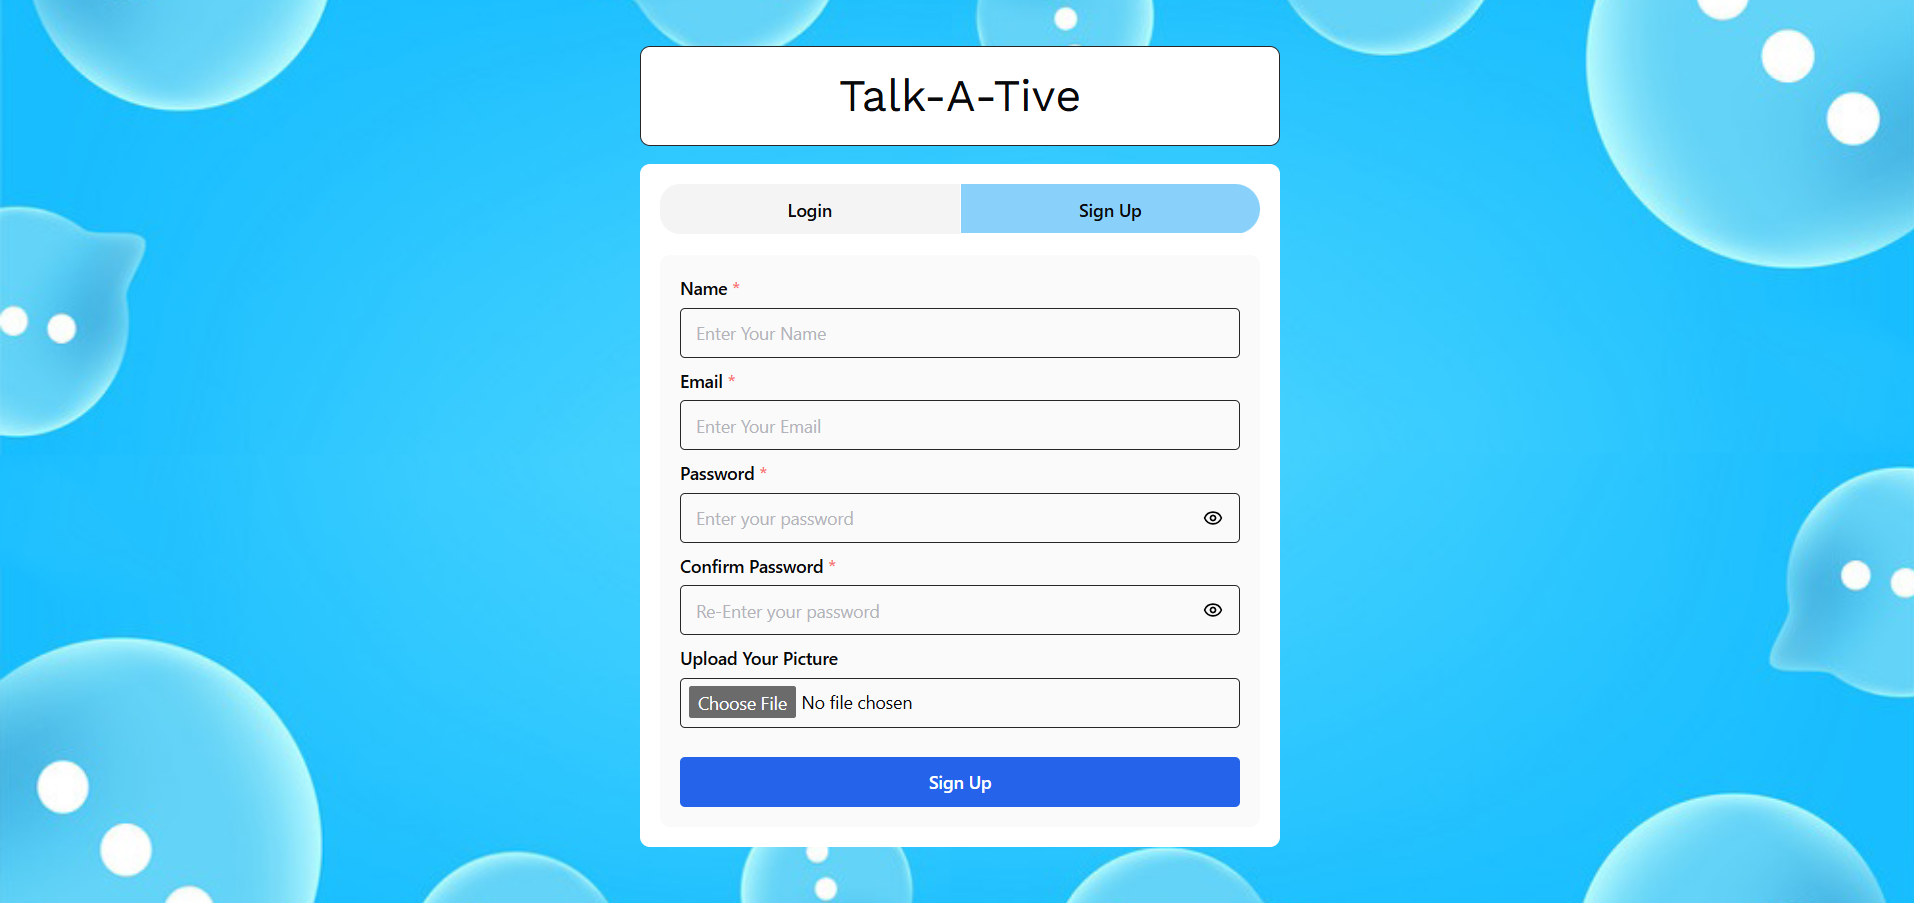 Talk-A-Tive
Login
Sign Up
Name *
Enter Your Name
Email *
Enter Your Email
Password *
Enter your password
Confirm Password *
Re-Enter your password
Upload Your Picture
Choose File No file chosen
Sign Up